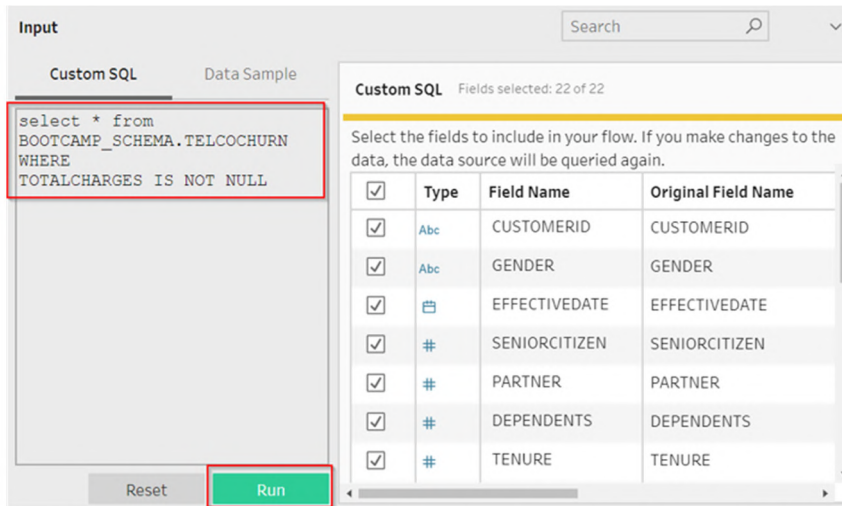 Input
Search
Custom SQL Data Sample
select * from
BOOTCAMP_SCHEMA.TELCOCHURN
WHERE
TOTALCHARGES IS NOT NULL
Reset Run
Custom SQL Fields selected: 22 of 22
Select the fields to include in your flow. If you make changes to the
data, the data source will be queried again.
Type Field Name Original Field Name
Abc CUSTOMERID CUSTOMERID
Abc GENDER GENDER
EFFECTIVEDATE EFFECTIVEDATE
# SENIORCITIZEN SENIORCITIZEN
# PARTNER PARTNER
# DEPENDENTS DEPENDENTS
# TENURE TENURE